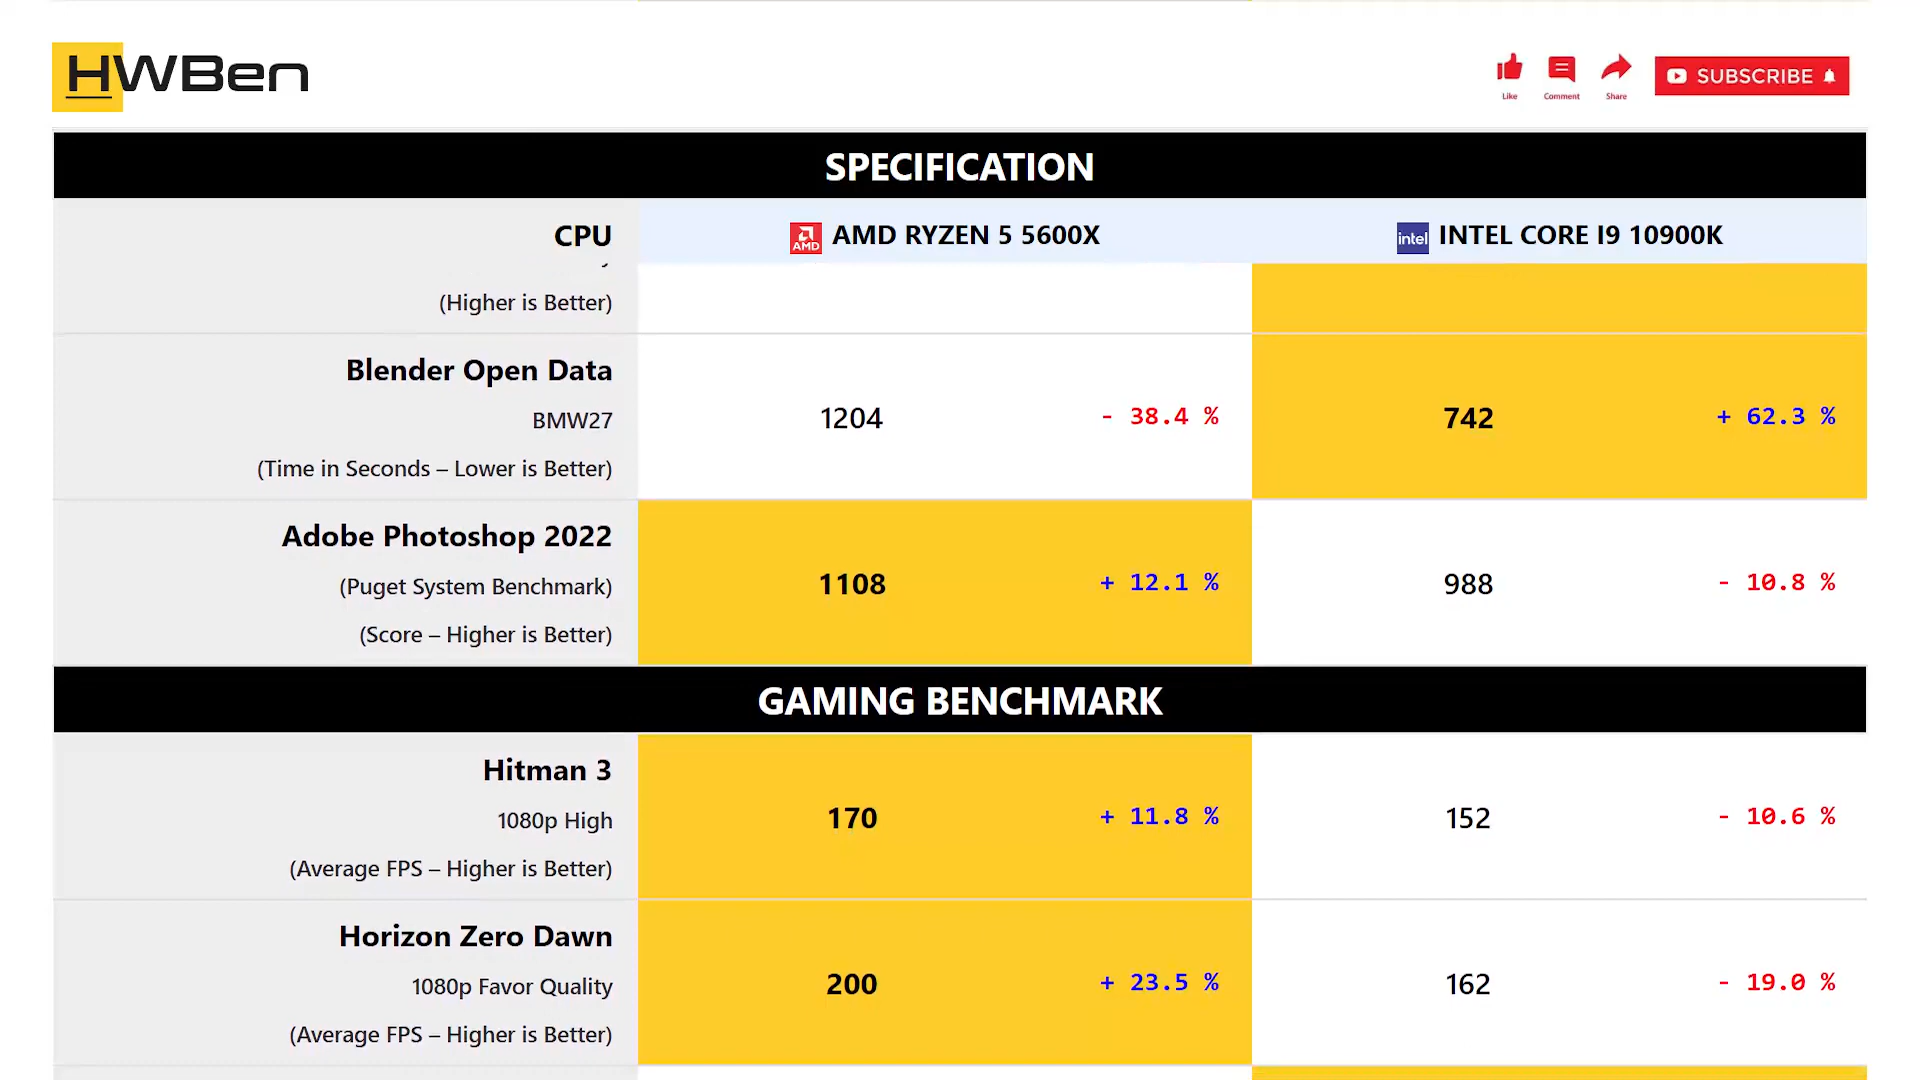 HWBen
Like
Comment
Share
SUBSCRIBE
SPECIFICATION
CPU
AMD
AMD RYZEN 5 5600X
intel
INTEL CORE I9 10900K
(Higher is Better)
Blender Open Data
BMW27
(Time in Seconds – Lower is Better)
1204
- 38.4 %
742
+ 62.3 %
Adobe Photoshop 2022
(Puget System Benchmark)
(Score – Higher is Better)
1108
+ 12.1 %
988
- 10.8 %
GAMING BENCHMARK
Hitman 3
1080p High
(Average FPS – Higher is Better)
170
+ 11.8 %
152
- 10.6 %
Horizon Zero Dawn
1080p Favor Quality
(Average FPS – Higher is Better)
200
+ 23.5 %
162
- 19.0 %